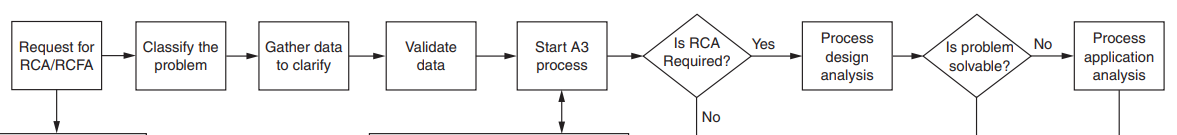 Request for
RCA/RCFA
Classify the
problem
Gather data
to clarify
Validate
data
Start A3
process
Is RCA
Required?
Yes
No
Process
design
analysis
Is problem
solvable?
No
Process
application
analysis